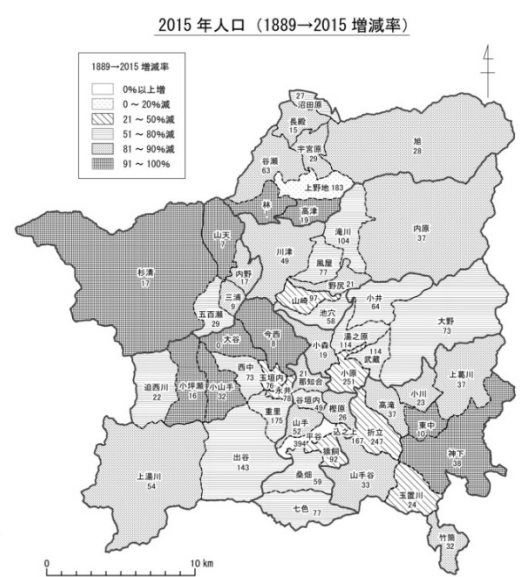 2015年人口（1889→2015増減率）
1889→2015増減率
0%以上増
0～20%減
21～50%減
51～80%減
81～90%減
91～100%
27
沼田原
長殿
15
宇宮原
29
旭
28
谷瀬
63
上野地 183
林
高津
19
滝川
104
内原
37
山天
7
杉清
17
川津
49
内野
17
風屋
77
野尻 21
三浦
9
山崎 97
池穴
58
小井
64
五百瀬
29
大野
73
今西
8
大谷
0
湯之原
114
114
武蔵
小森
19
迫西川
22
小坪瀬
16
小山手
32
西中
73
玉垣内
76
永井
78
21
那知合
小原
251
上葛川
37
小川
23
谷垣内
49
樫原
26
高滝
37
重里
175
山手
52
東中
10
込之上
167
折立
247
平谷
394
猿飼
92
神下
38
出谷
143
上湯川
54
桑畑
59
山手谷
33
玉置川
24
七色
77
竹筒
32
0
10 km